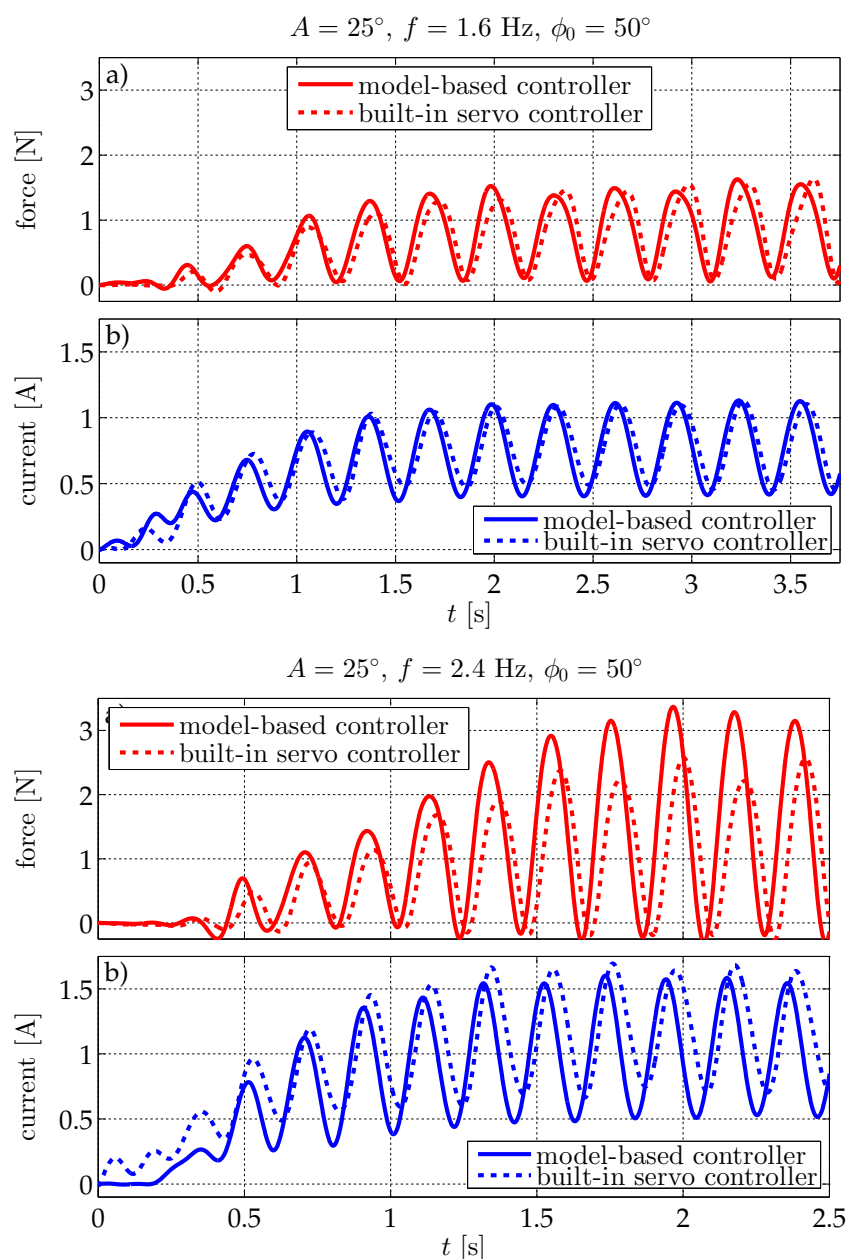 A = 25°, f = 1.6 Hz, ϕ₀ = 50°
a)
model-based controller
built-in servo controller
3
2
1
0
force [N]
b)
1.5
1
0.5
0
current [A]
model-based controller
built-in servo controller
0 0.5 1 1.5 2 2.5 3 3.5
t [s]
A = 25°, f = 2.4 Hz, ϕ₀ = 50°
model-based controller
built-in servo controller
3
2
1
0
force [N]
b)
1.5
1
0.5
0
current [A]
model-based controller
built-in servo controller
0 0.5 1 1.5 2 2.5
t [s]